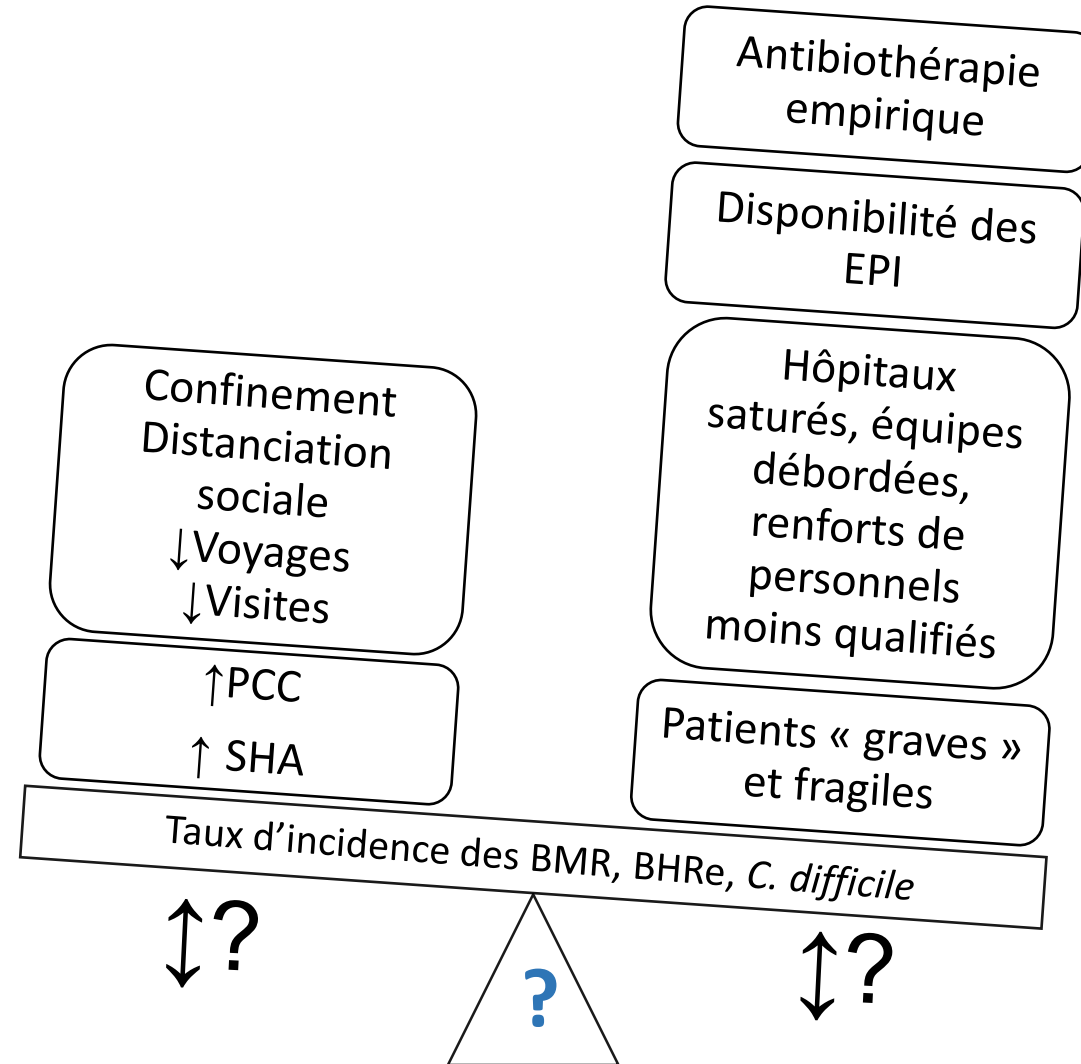 Antibiothérapie
empirique
Disponibilité des
EPI
Hôpitaux
saturés, équipes
débordées,
renforts de
personnels
moins qualifiés
Patients « graves »
et fragiles
Confinement
Distanciation
sociale
↓Voyages
↓Visites
↑PCC
↑ SHA
Taux d’incidence des BMR, BHRe, C. difficile
↕?
?
↕?